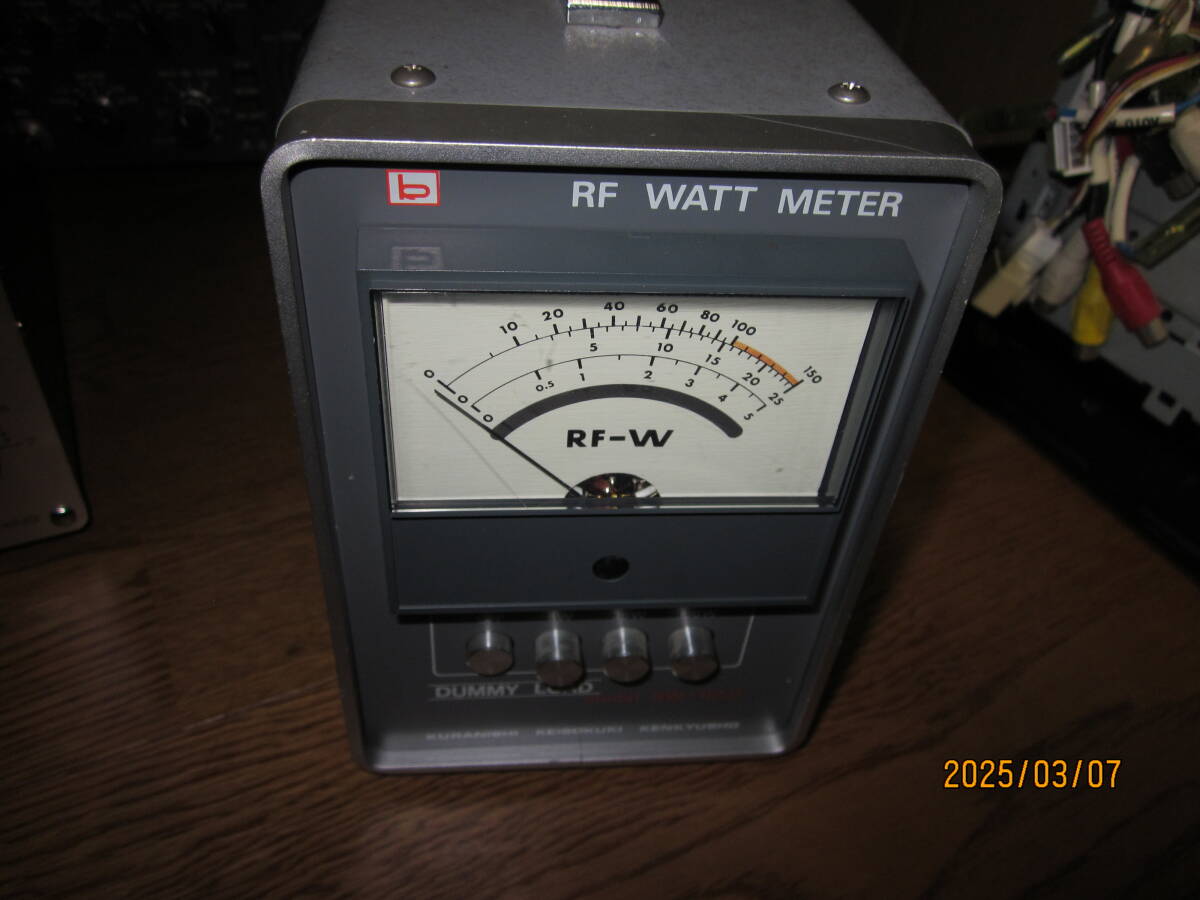 RF WATT METER
0 10 20 40 60 80 100 150
0 5 10 15 20 25
0 0.5 1 2 3 4 5
RF-W
DUMMY LOAD
KURANISHI KEISOKUKI KENKYUSHO
2025/03/07